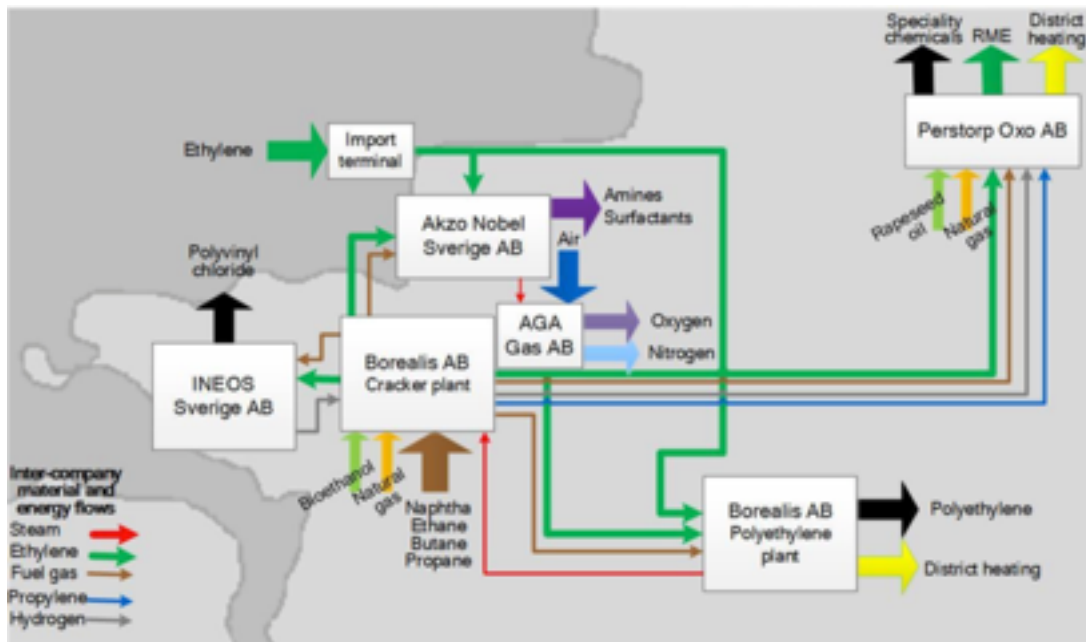 Speciality
chemicals
RME
District
heating
Perstorp Oxo AB
Ethylene
Import
terminal
Rapeseed
oil
Natural
gas
Akzo Nobel
Sverige AB
Amines
Surfactants
Air
Polyvinyl
chloride
AGA
Gas AB
Oxygen
Nitrogen
INEOS
Sverige AB
Borealis AB
Cracker plant
Bioethanol
Natural
gas
Naphtha
Ethane
Butane
Propane
Borealis AB
Polyethylene
plant
Polyethylene
District heating
Inter-company
material and
energy flows
Steam
Ethylene
Fuel gas
Propylene
Hydrogen